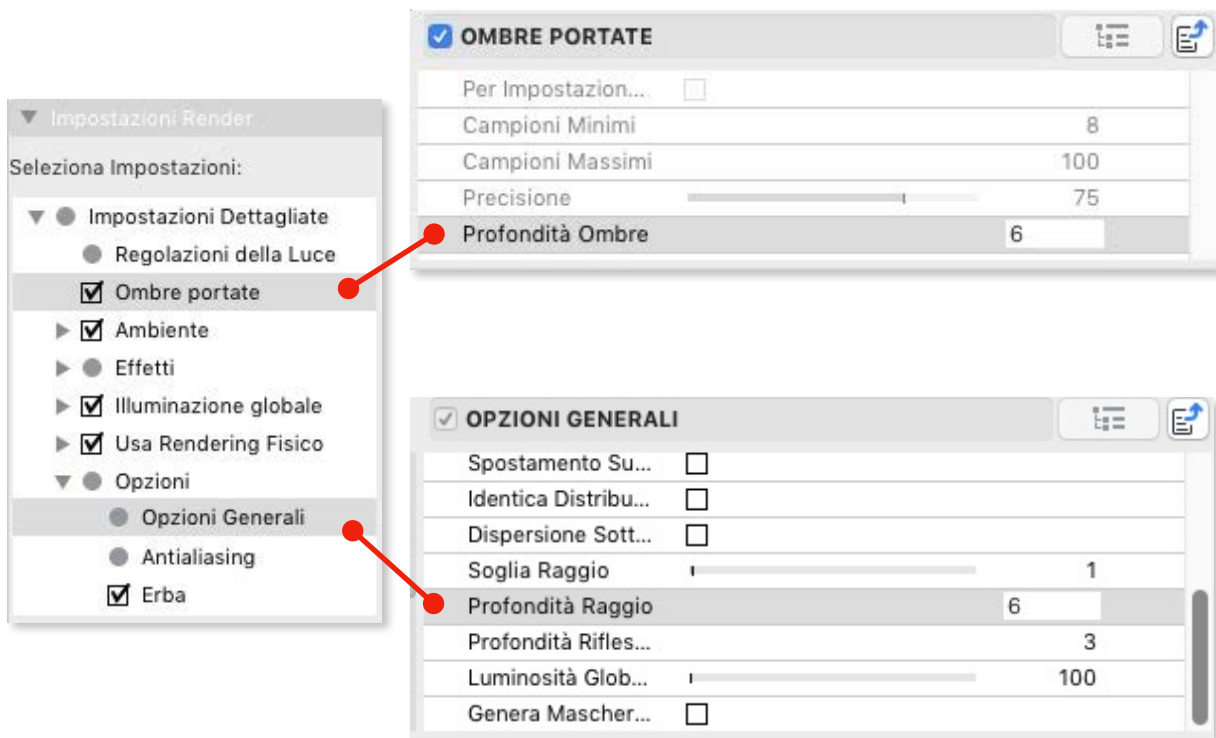 Impostazioni Render
Seleziona Impostazioni:
Impostazioni Dettagliate
Regolazioni della Luce
Ombre portate
Ambiente
Effetti
Illuminazione globale
Usa Rendering Fisico
Opzioni
Opzioni Generali
Antialiasing
Erba
OMBRE PORTATE
Per Impostazion...
Campioni Minimi 8
Campioni Massimi 100
Precisione 75
Profondità Ombre 6
OPZIONI GENERALI
Spostamento Su...
Identica Distribu...
Dispersione Sott...
Soglia Raggio 1
Profondità Raggio 6
Profondità Rifles... 3
Luminosità Glob... 100
Genera Mascher...